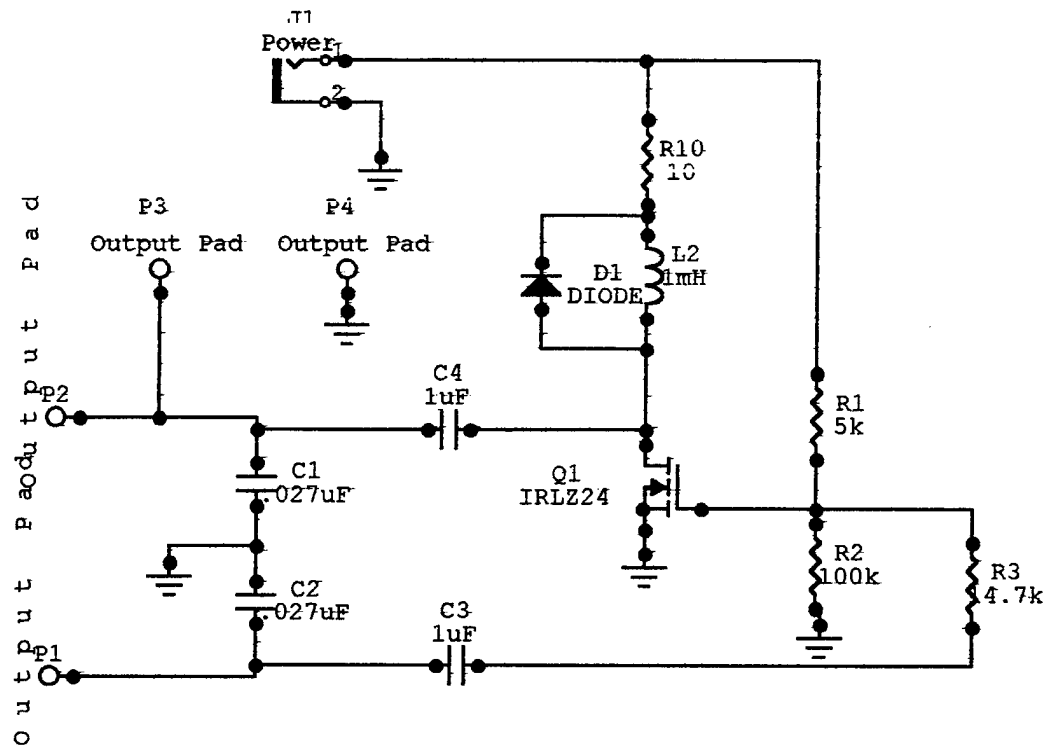 J1
Power
1
2
R10
10
P3
Output Pad
P4
Output Pad
L2
1mH
D1
DIODE
P2
Output Pad
C4
1uF
R1
5k
C1
.027uF
Q1
IRLZ24
R2
100k
R3
4.7k
C2
.027uF
C3
1uF
P1
Output Pad